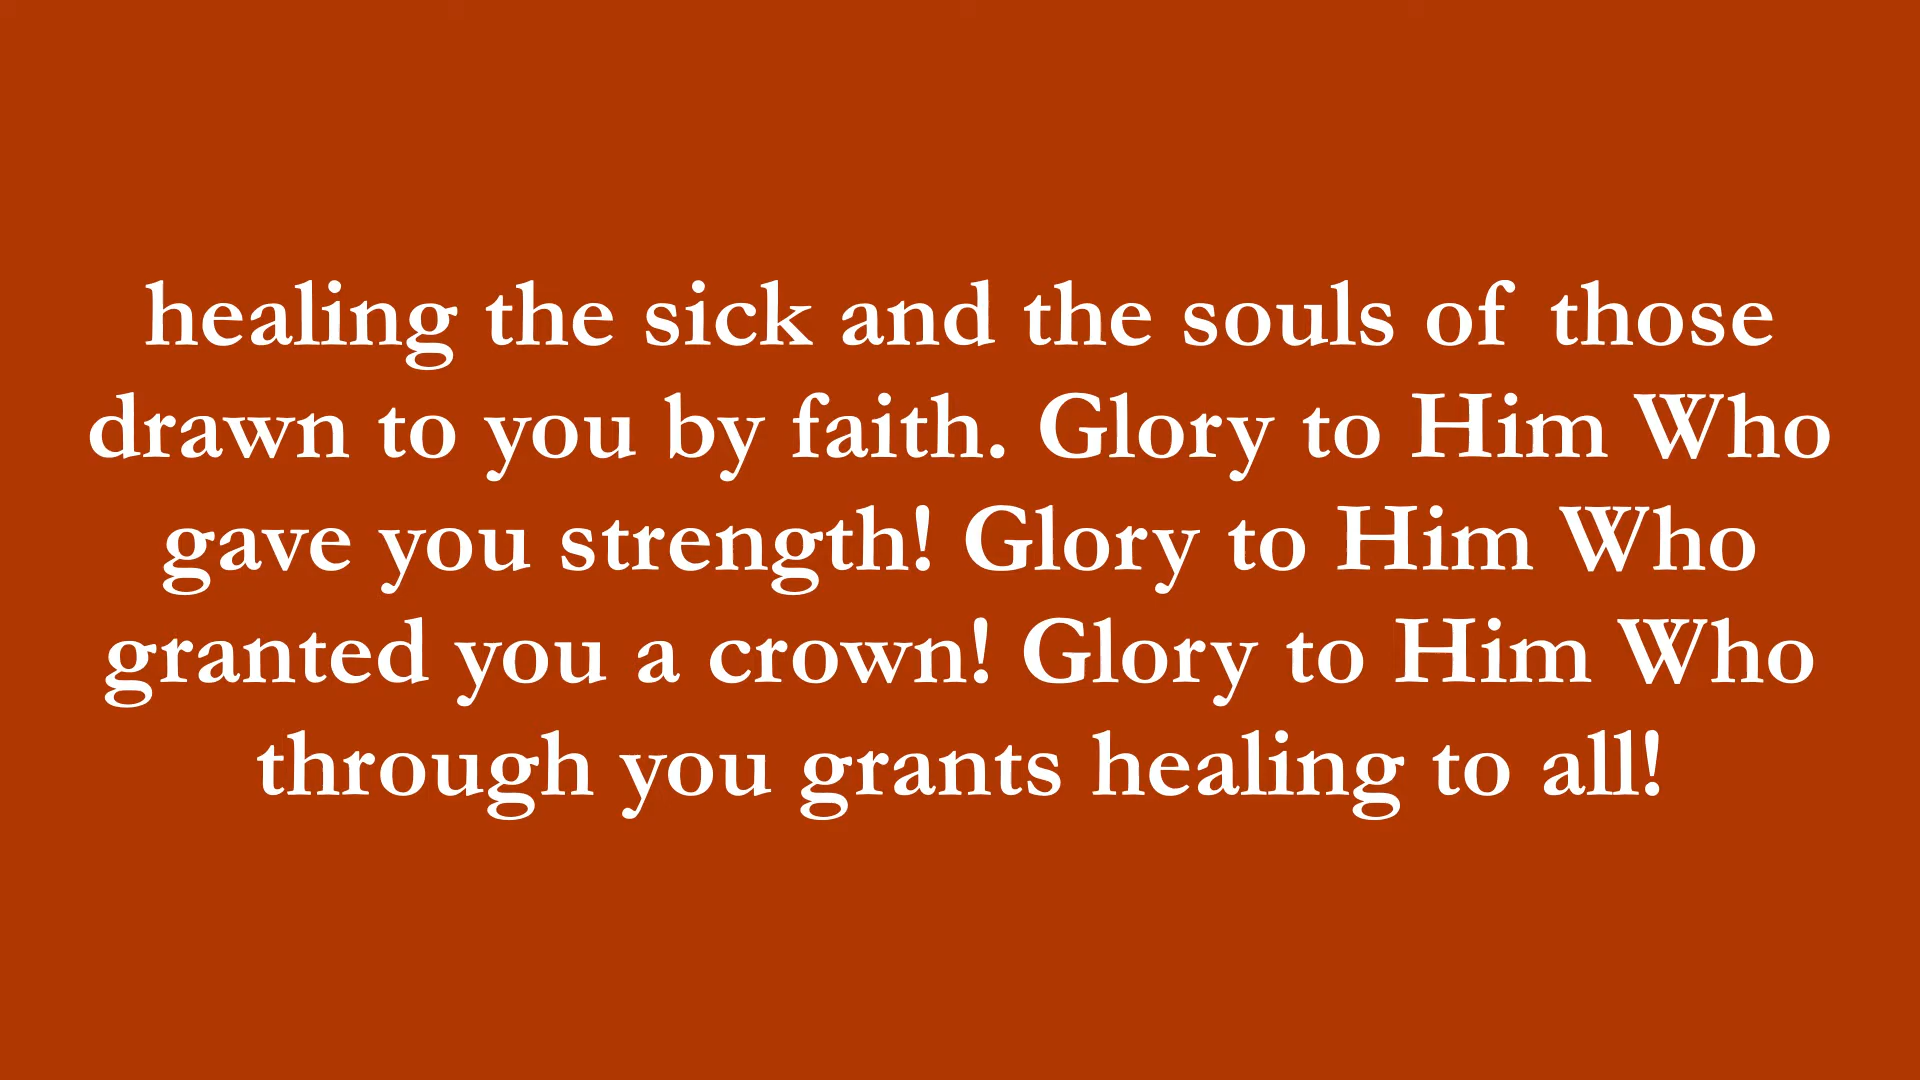 healing the sick and the souls of those
drawn to you by faith. Glory to Him Who
gave you strength! Glory to Him Who
granted you a crown! Glory to Him Who
through you grants healing to all!